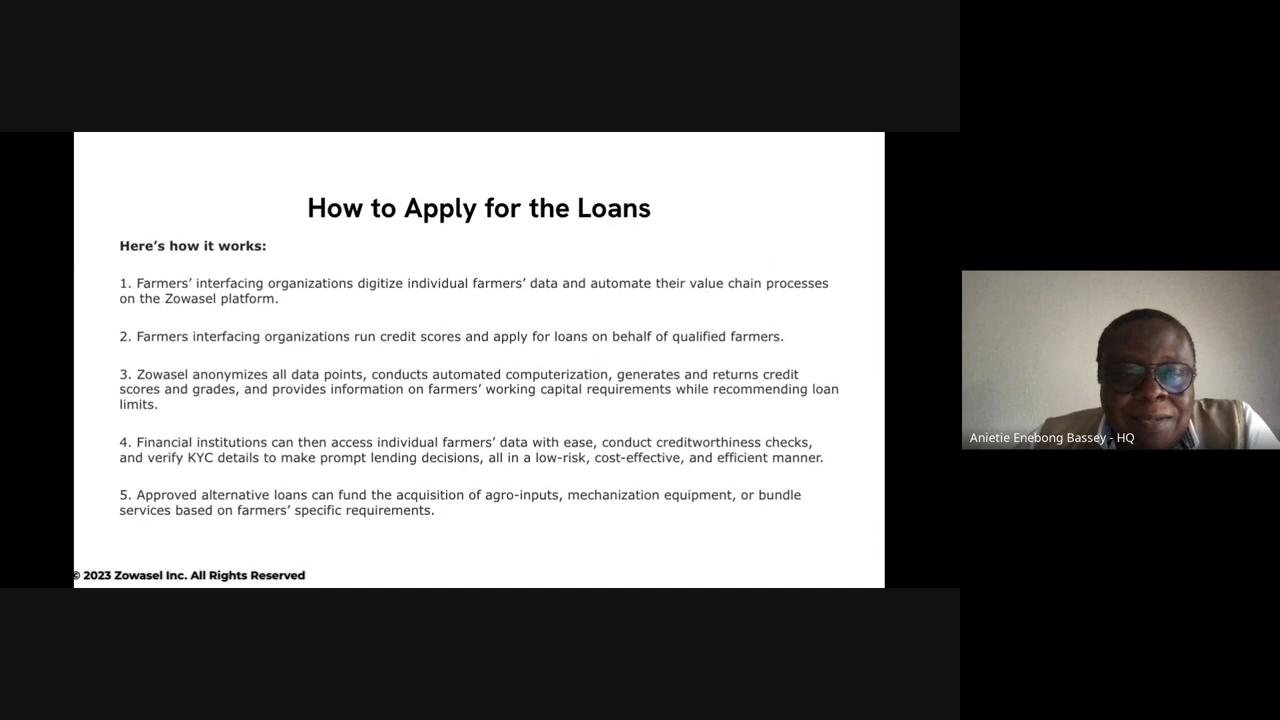 How to Apply for the Loans
Here’s how it works:
1. Farmers’ interfacing organizations digitize individual farmers’ data and automate their value chain processes
on the Zowasel platform.
2. Farmers interfacing organizations run credit scores and apply for loans on behalf of qualified farmers.
3. Zowasel anonymizes all data points, conducts automated computerization, generates and returns credit
scores and grades, and provides information on farmers’ working capital requirements while recommending loan
limits.
4. Financial institutions can then access individual farmers’ data with ease, conduct creditworthiness checks,
and verify KYC details to make prompt lending decisions, all in a low-risk, cost-effective, and efficient manner.
5. Approved alternative loans can fund the acquisition of agro-inputs, mechanization equipment, or bundle
services based on farmers’ specific requirements.
© 2023 Zowasel Inc. All Rights Reserved
Anietie Enebong Bassey - HQ